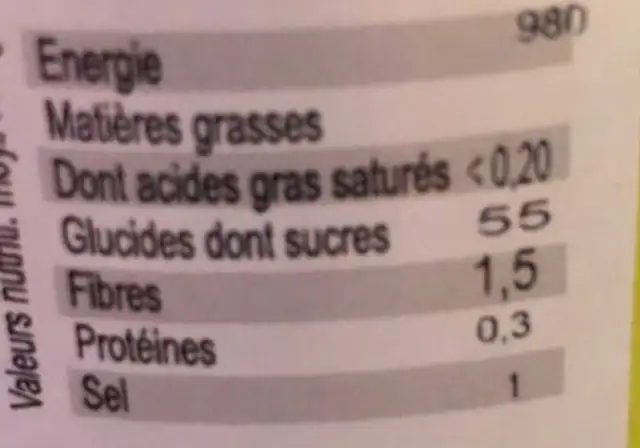 Energie 980
Matières grasses
Dont acides gras saturés <0,20
Glucides dont sucres 55
Fibres 1,5
Protéines 0,3
Sel 1
Valeurs nutrit.